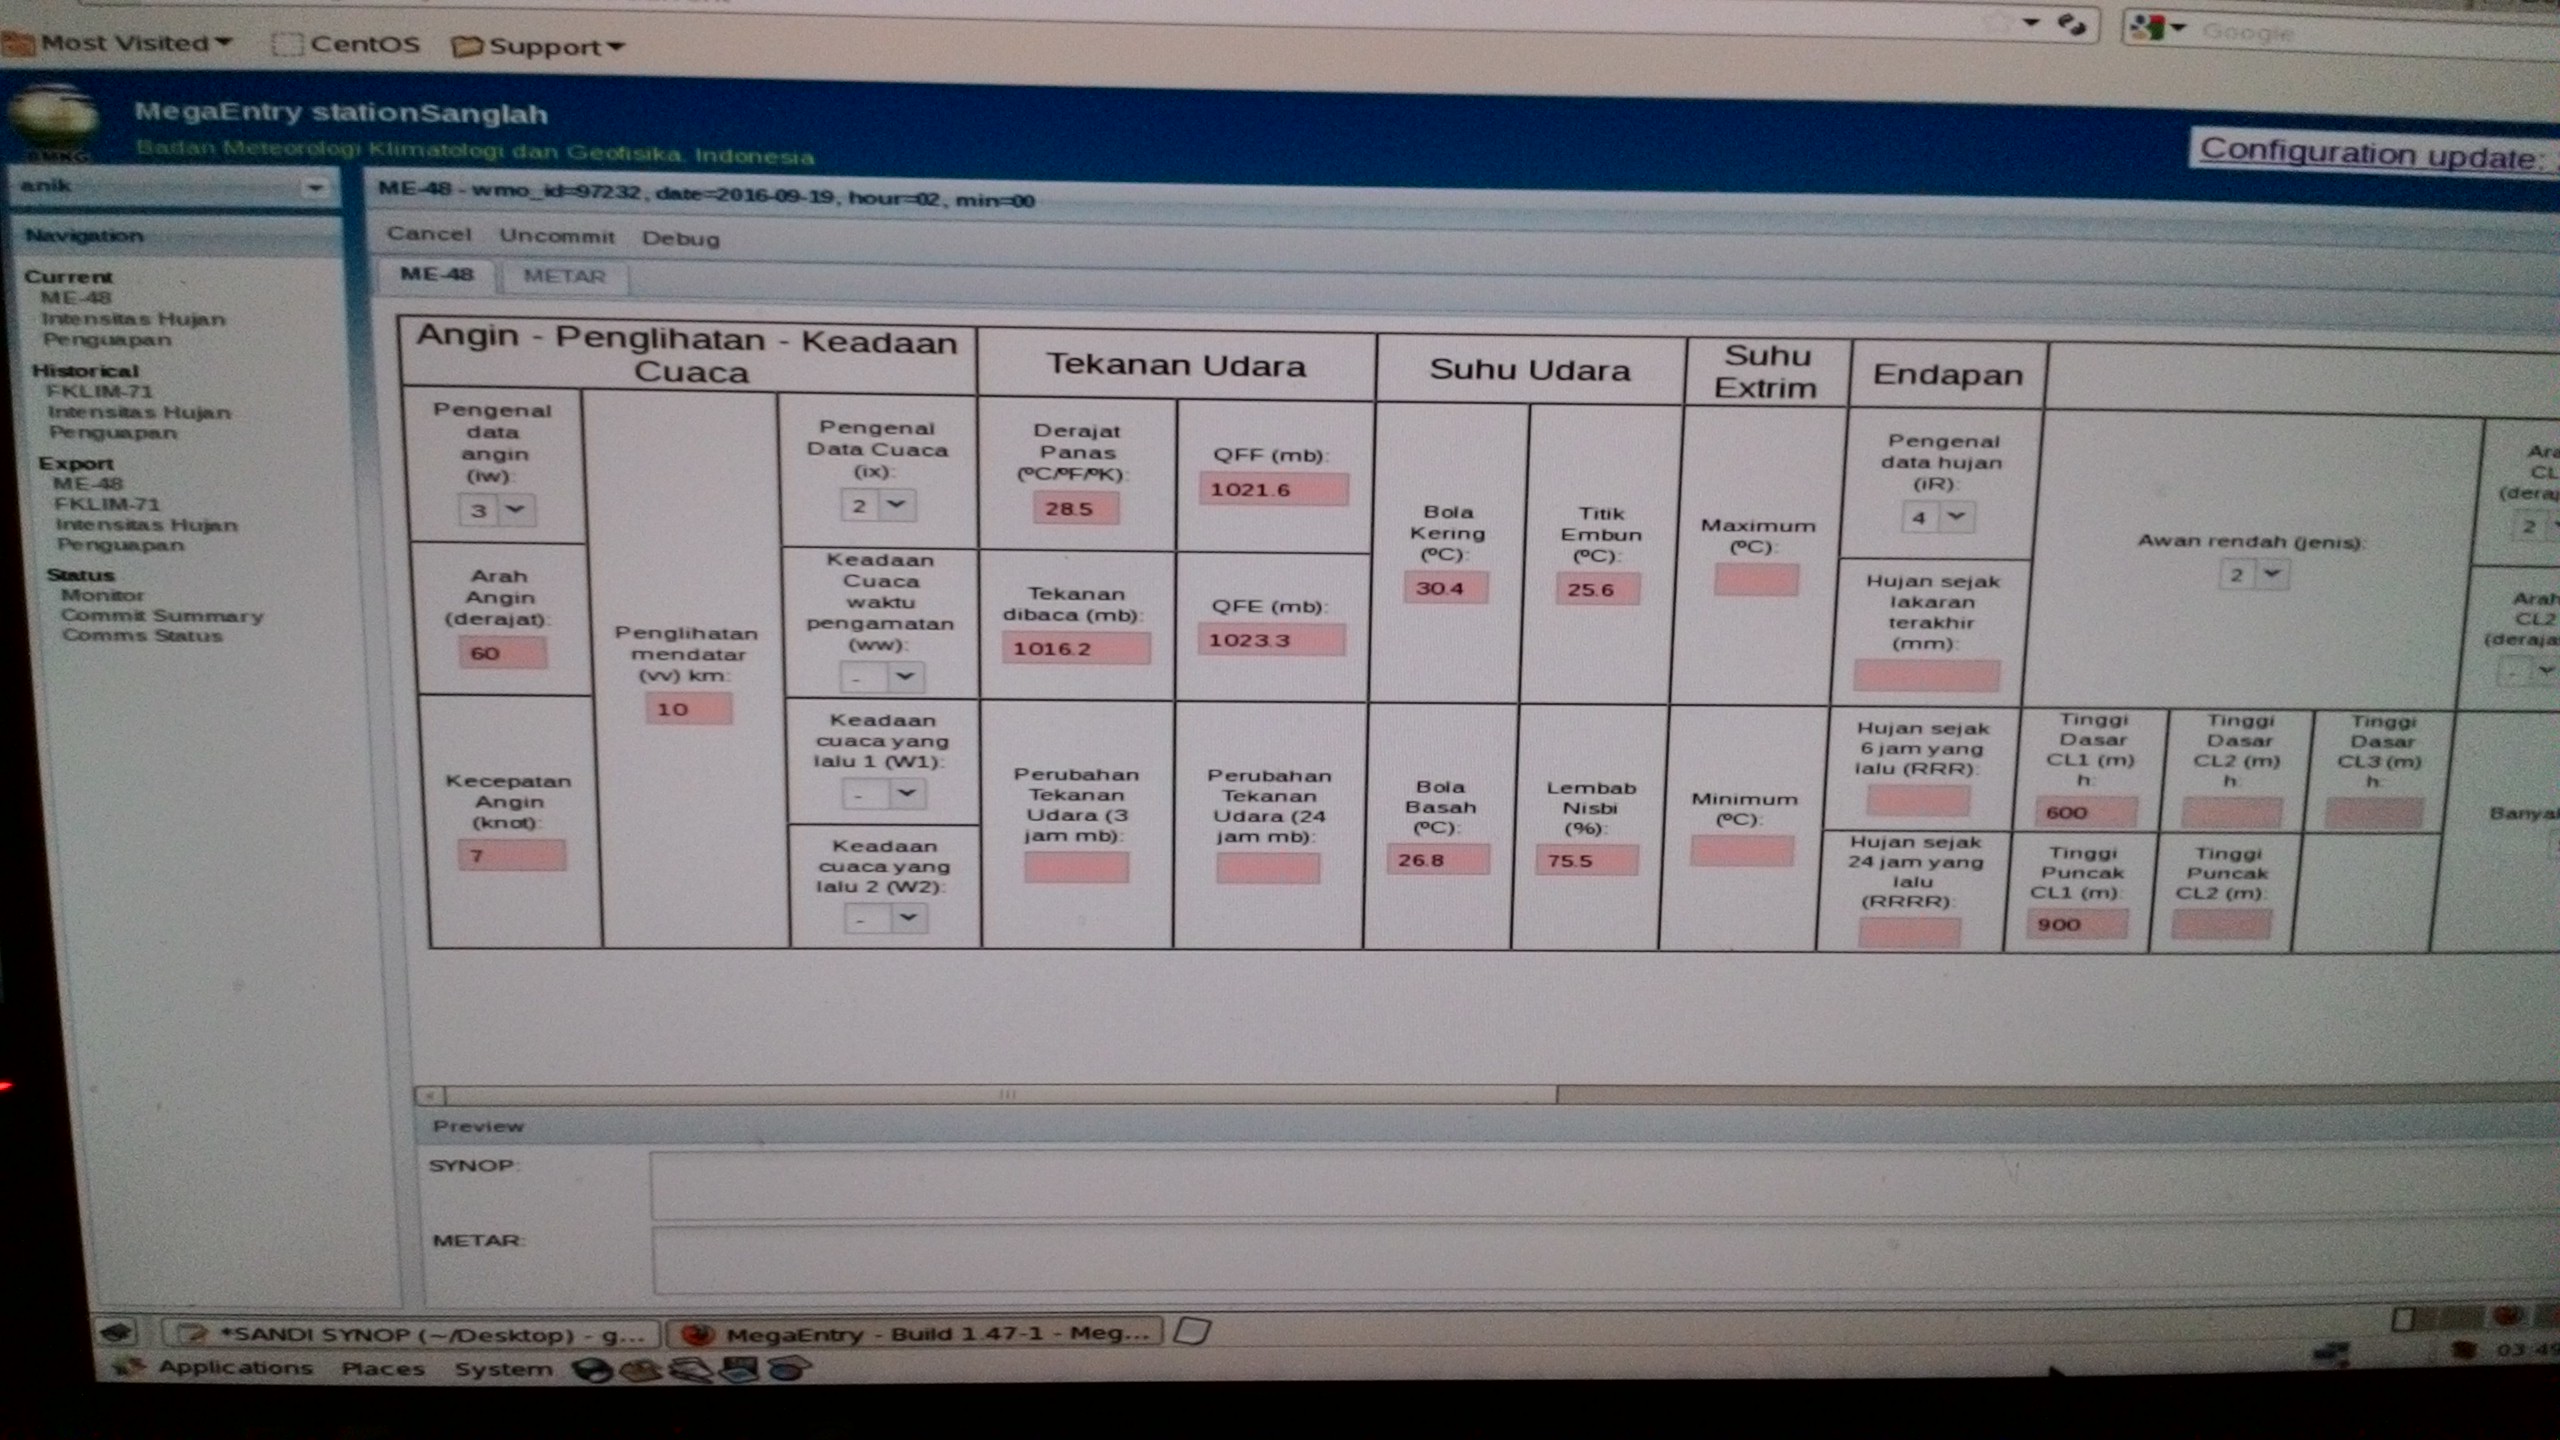 Most Visited CentOS Support Google
MegaEntry stationSanglah
Badan Meteorologi Klimatologi dan Geofisika, Indonesia
Configuration update:
anik
ME-48 - wmo_id=97232, date=2016-09-19, hour=02, min=00
Navigation
Cancel Uncommit Debug
ME-48 METAR
Current
ME-48
Intensitas Hujan
Penguapan
Historical
FKLIM-71
Intensitas Hujan
Penguapan
Export
ME-48
FKLIM-71
Intensitas Hujan
Penguapan
Status
Monitor
Commit Summary
Comms Status
Angin - Penglihatan - Keadaan
Cuaca
Tekanan Udara
Suhu Udara
Suhu
Extrim
Endapan
Pengenal
data
angin
(iw):
3
Arah
Angin
(derajat):
60
Kecepatan
Angin
(knot):
7
Penglihatan
mendatar
(vv) km:
10
Pengenal
Data Cuaca
(ix):
2
Keadaan
Cuaca
waktu
pengamatan
(ww):
-
Keadaan
cuaca yang
lalu 1 (W1):
-
Keadaan
cuaca yang
lalu 2 (W2):
-
Derajat
Panas
(ºC/ºF/ºK):
28.5
Tekanan
dibaca (mb):
1016.2
Perubahan
Tekanan
Udara (3
jam mb):
QFF (mb):
1021.6
QFE (mb):
1023.3
Perubahan
Tekanan
Udara (24
jam mb):
Bola
Kering
(ºC):
30.4
Bola
Basah
(ºC):
26.8
Titik
Embun
(ºC):
25.6
Lembab
Nisbi
(%):
75.5
Maximum
(ºC):
Minimum
(ºC):
Pengenal
data hujan
(iR):
4
Hujan sejak
lakaran
terakhir
(mm):
Hujan sejak
6 jam yang
lalu (RRR):
Hujan sejak
24 jam yang
lalu
(RRRR):
Awan rendah (jenis):
2
Tinggi
Dasar
CL1 (m)
h:
600
Tinggi
Dasar
CL2 (m)
h:
Tinggi
Dasar
CL3 (m)
h:
Tinggi
Puncak
CL1 (m):
900
Tinggi
Puncak
CL2 (m):
CL
2
Arah
CL2
-
Preview
SYNOP:
METAR:
*SANDI SYNOP (~/Desktop) - g... MegaEntry - Build 1.47-1 - Meg...
Applications Places System 03:49